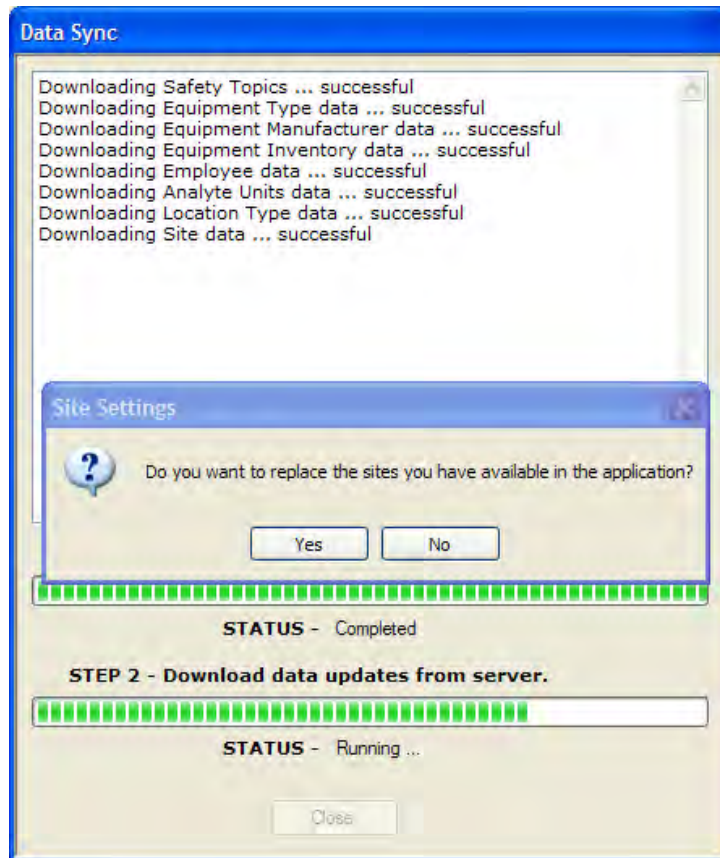 Data Sync
Downloading Safety Topics ... successful
Downloading Equipment Type data ... successful
Downloading Equipment Manufacturer data ... successful
Downloading Equipment Inventory data ... successful
Downloading Employee data ... successful
Downloading Analyte Units data ... successful
Downloading Location Type data ... successful
Downloading Site data ... successful
Site Settings
Do you want to replace the sites you have available in the application?
Yes
No
STATUS - Completed
STEP 2 - Download data updates from server.
STATUS - Running ...
Close